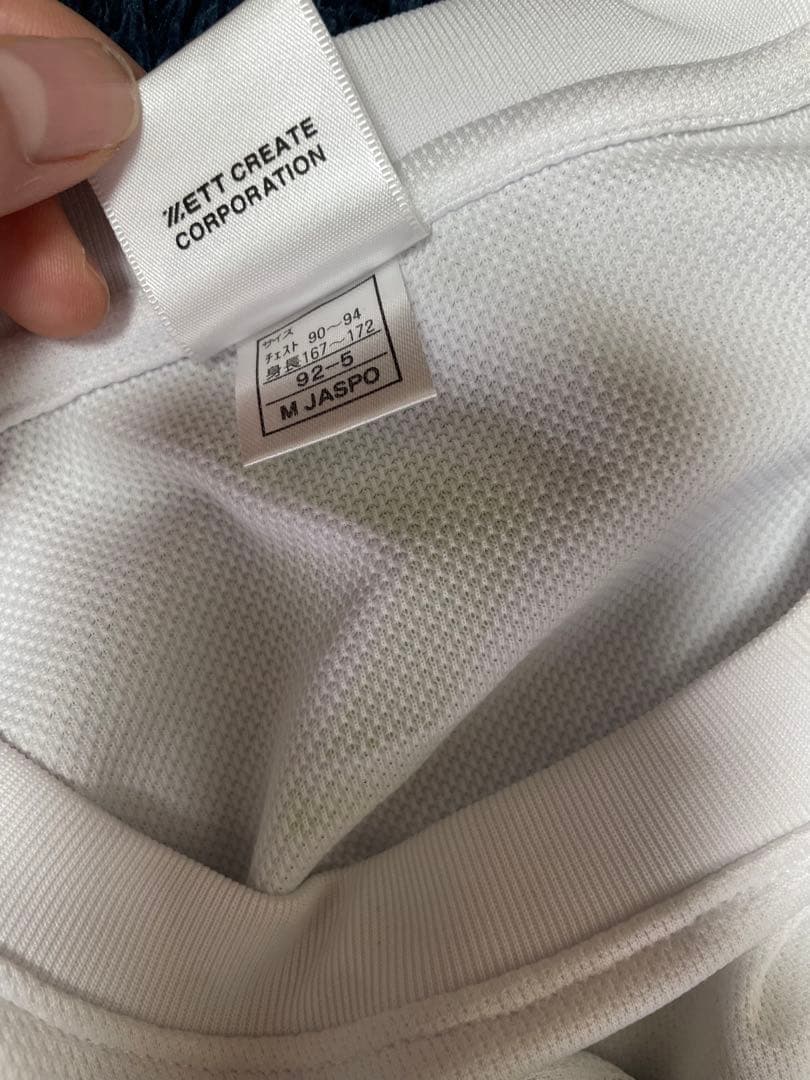 ZETT CREATE
CORPORATION
サイズ
チェスト 90〜94
身長167〜172
92-5
M JASPO